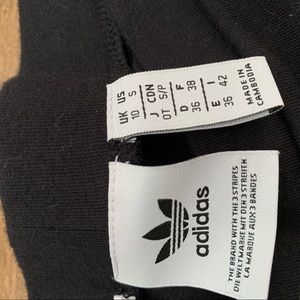 UK US
10 S
J CDN
OT S/P
D F
36 38
E I
36 42
MADE IN
CAMBODIA
adidas
THE BRAND WITH THE 3 STRIPES
DIE WELTMARKE MIT DEN 3 STREIFEN
LA MARQUE AUX 3 BANDES